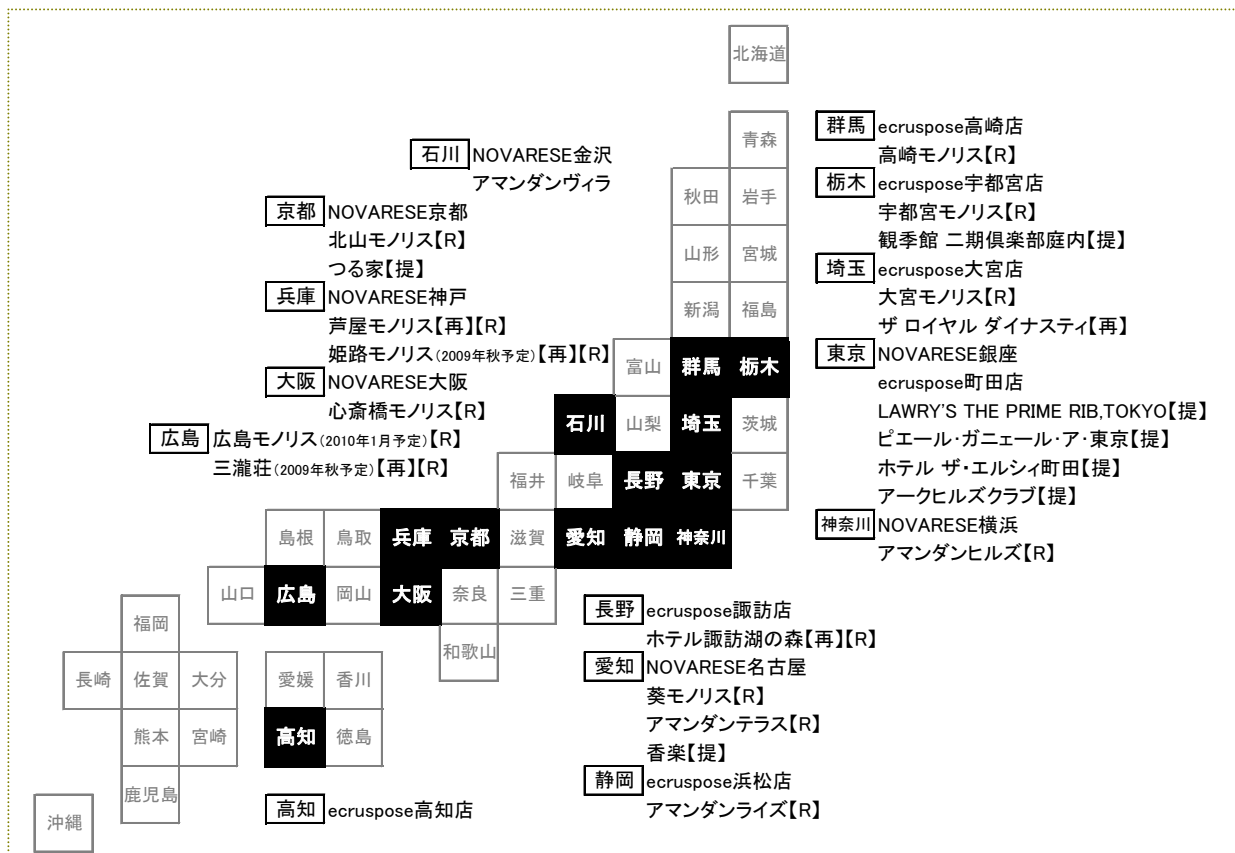 北海道
青森
秋田 岩手
山形 宮城
新潟 福島
富山 群馬 栃木
石川 山梨 埼玉 茨城
福井 岐阜 長野 東京 千葉
島根 鳥取 兵庫 京都 滋賀 愛知 静岡 神奈川
山口 広島 岡山 大阪 奈良 三重
和歌山
福岡
長崎 佐賀 大分 愛媛 香川
熊本 宮崎 高知 徳島
鹿児島
沖縄
石川 NOVARESE金沢
アマンダンヴィラ
京都 NOVARESE京都
北山モノリス【R】
つる家【提】
兵庫 NOVARESE神戸
芦屋モノリス【再】【R】
姫路モノリス(2009年秋予定)【再】【R】
大阪 NOVARESE大阪
心斎橋モノリス【R】
広島 広島モノリス(2010年1月予定)【R】
三瀧荘(2009年秋予定)【再】【R】
群馬 ecruspose高崎店
高崎モノリス【R】
栃木 ecruspose宇都宮店
宇都宮モノリス【R】
観季館 二期倶楽部庭内【提】
埼玉 ecruspose大宮店
大宮モノリス【R】
ザ ロイヤル ダイナスティ【再】
東京 NOVARESE銀座
ecruspose町田店
LAWRY'S THE PRIME RIB,TOKYO【提】
ピエール・ガニェール・ア・東京【提】
ホテル ザ・エルシィ町田【提】
アークヒルズクラブ【提】
神奈川 NOVARESE横浜
アマンダンヒルズ【R】
長野 ecruspose諏訪店
ホテル諏訪湖の森【再】【R】
愛知 NOVARESE名古屋
葵モノリス【R】
アマンダンテラス【R】
香楽【提】
静岡 ecruspose浜松店
アマンダンライズ【R】
高知 ecruspose高知店